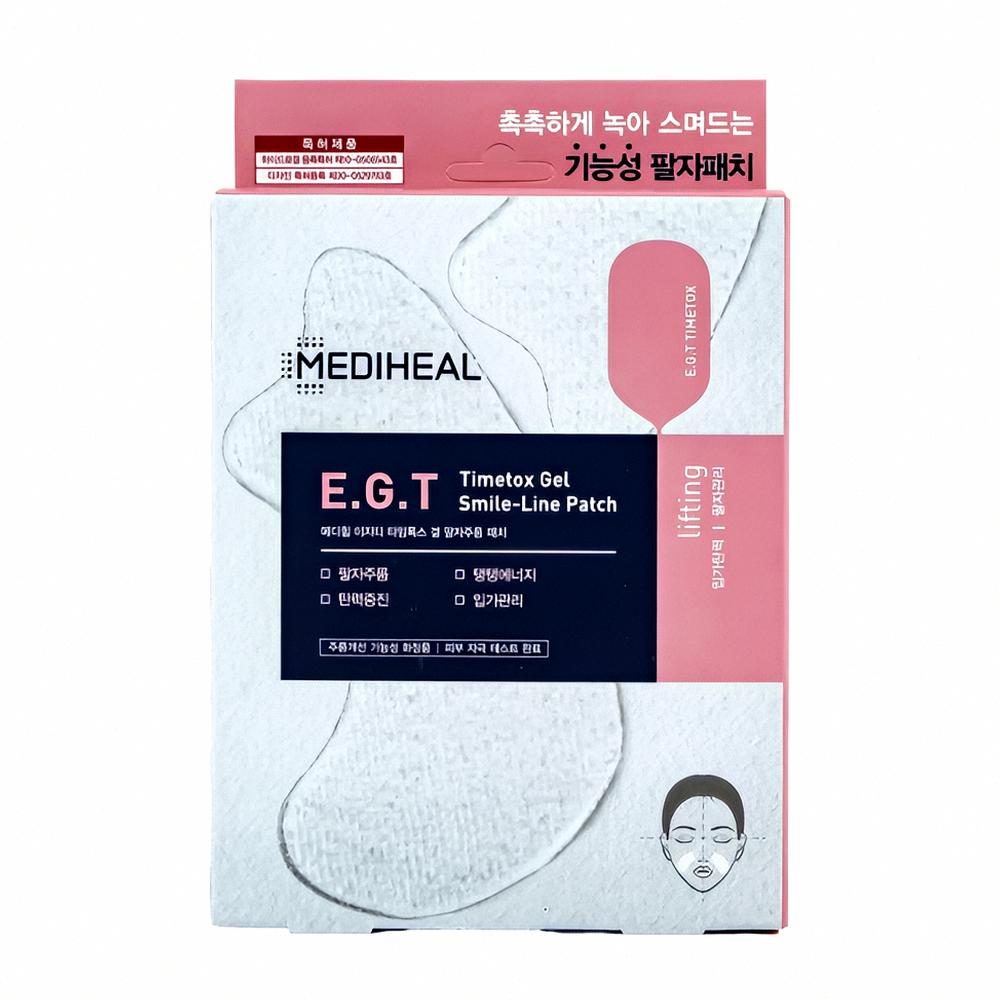 촉촉하게 녹아 스며드는
기능성 팔자패치
특허제품
MEDIHEAL
E.G.T TIMETOX
E.G.T
Timetox Gel
Smile-Line Patch
메디힐 이지티 타임톡스 겔 팔자주름 패치
lifting
입가탄력 | 팔자관리
팔자주름
탱탱에너지
탄력증진
입가관리
주름개선 기능성 화장품 | 피부 자극 테스트 완료